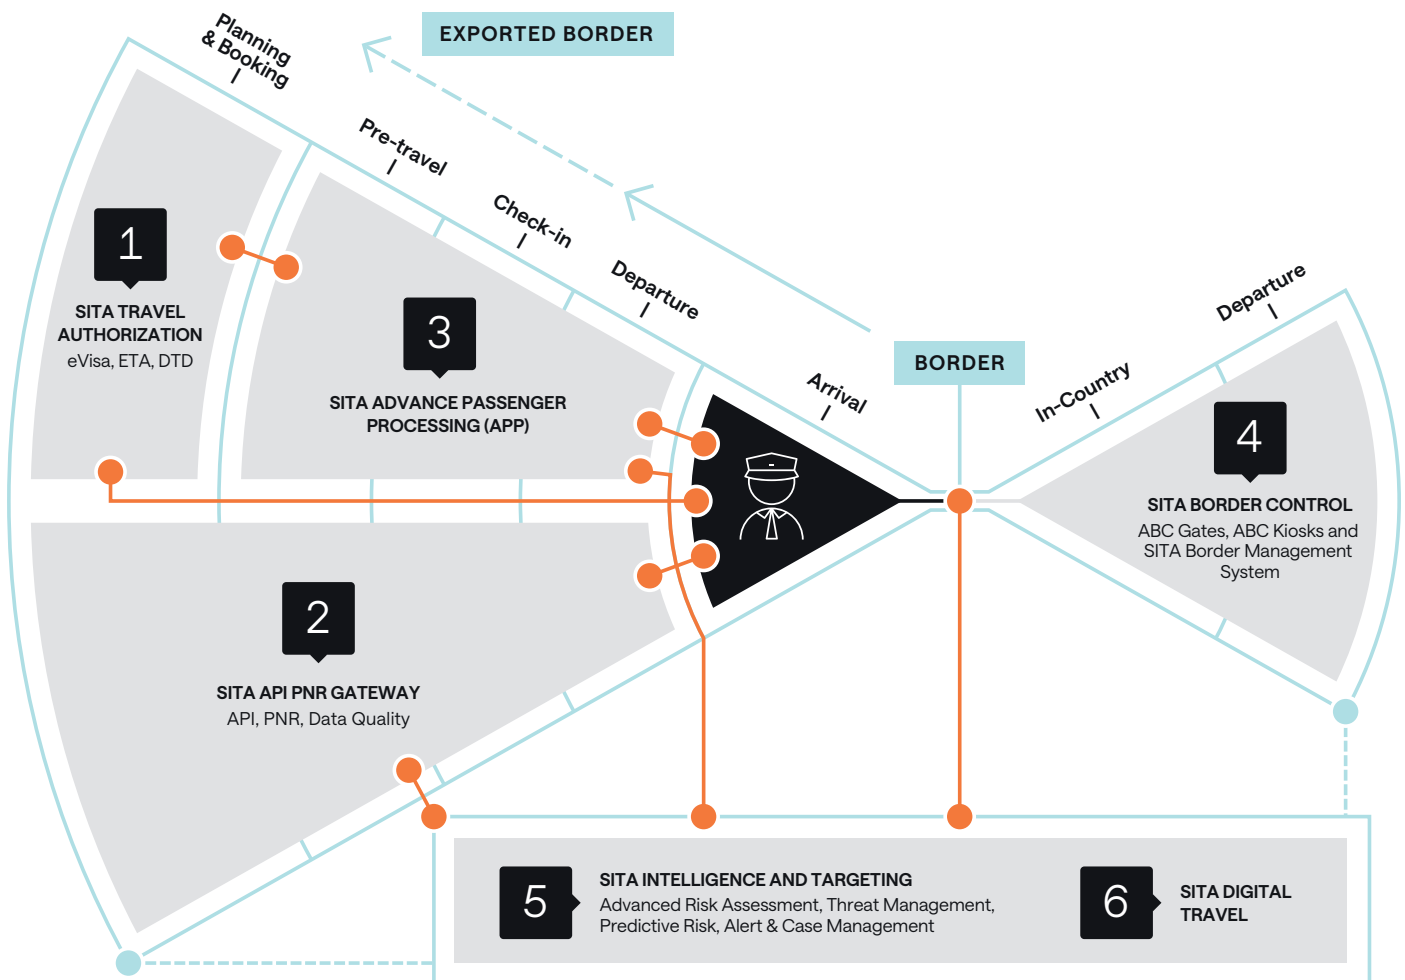 EXPORTED BORDER
Planning
& Booking
Pre-travel
Check-in
Departure
Arrival
BORDER
In-Country
Departure
1
SITA TRAVEL
AUTHORIZATION
eVisa, ETA, DTD
3
SITA ADVANCE PASSENGER
PROCESSING (APP)
4
SITA BORDER CONTROL
ABC Gates, ABC Kiosks and
SITA Border Management
System
2
SITA API PNR GATEWAY
API, PNR, Data Quality
5
SITA INTELLIGENCE AND TARGETING
Advanced Risk Assessment, Threat Management,
Predictive Risk, Alert & Case Management
6
SITA DIGITAL
TRAVEL